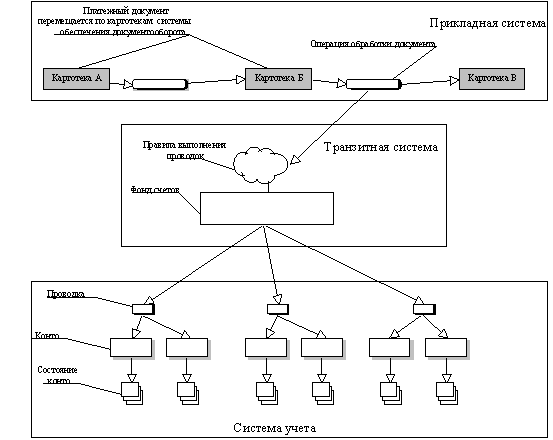 Платежный документ
перемещается по картотекам системы
обеспечения документооборота
Прикладная система
Операция обработки документа
Картотека А
Картотека Б
Картотека В
Правила выполнения
проводок
Транзитная система
Фонд счеток
Проводка
Конто
Состояние
конто
Система учета